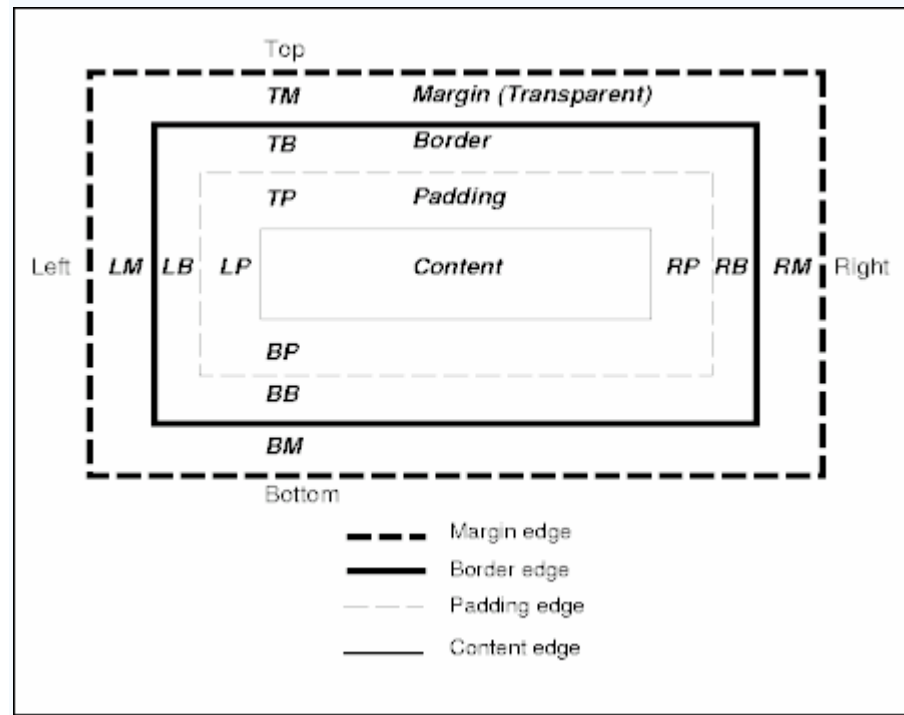 Top
TM Margin (Transparent)
TB Border
TP Padding
Left LM LB LP Content RP RB RM Right
BP
BB
BM
Bottom
Margin edge
Border edge
Padding edge
Content edge